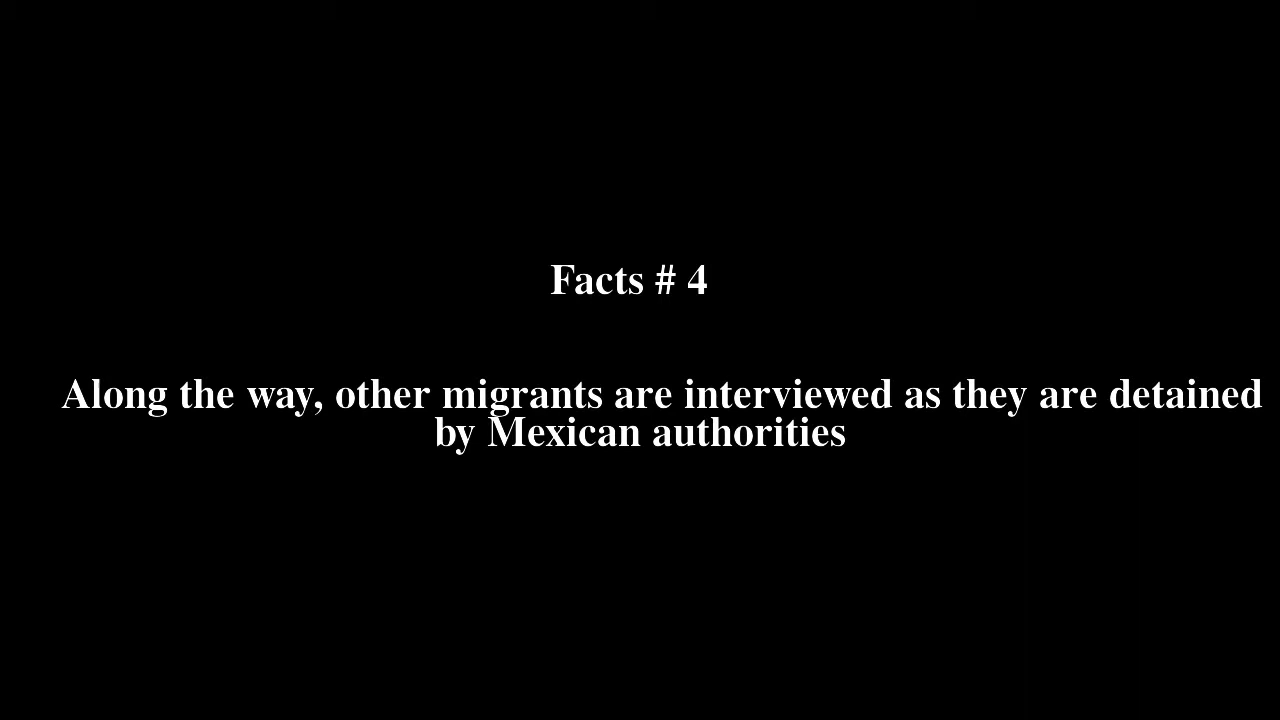 Facts # 4
Along the way, other migrants are interviewed as they are detained
by Mexican authorities